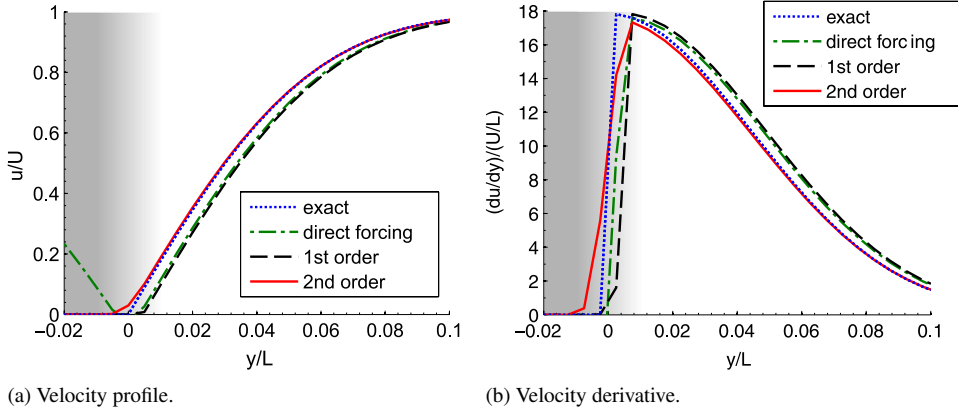 1
0.8
0.6
0.4
0.2
0
u/U
−0.02
0
0.02
0.04
0.06
0.08
0.1
y/L
exact
direct forcing
1st order
2nd order
(a) Velocity profile.
18
16
14
12
10
8
6
4
2
0
(du/dy)/(U/L)
−0.02
0
0.02
0.04
0.06
0.08
0.1
y/L
exact
direct forcing
1st order
2nd order
(b) Velocity derivative.